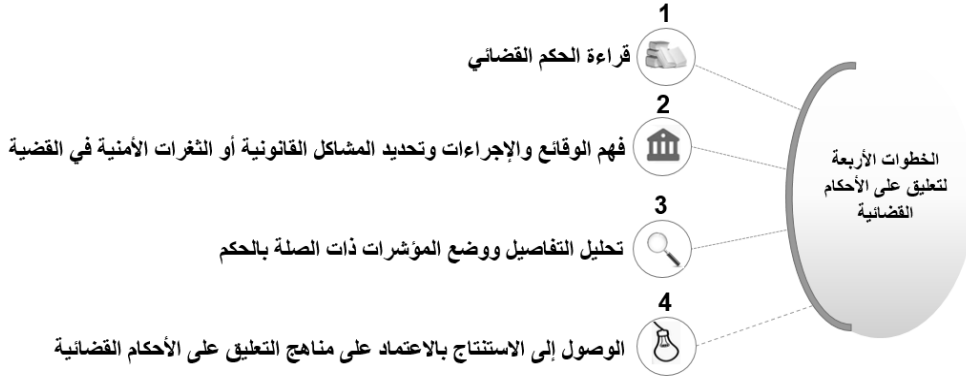 الخطوات الأربعة
لتعليق على الأحكام
القضائية
1
قراءة الحكم القضائي
2
فهم الوقائع والإجراءات وتحديد المشاكل القانونية أو الثغرات الأمنية في القضية
3
تحليل التفاصيل ووضع المؤشرات ذات الصلة بالحكم
4
الوصول إلى الاستنتاج بالاعتماد على مناهج التعليق على الأحكام القضائية